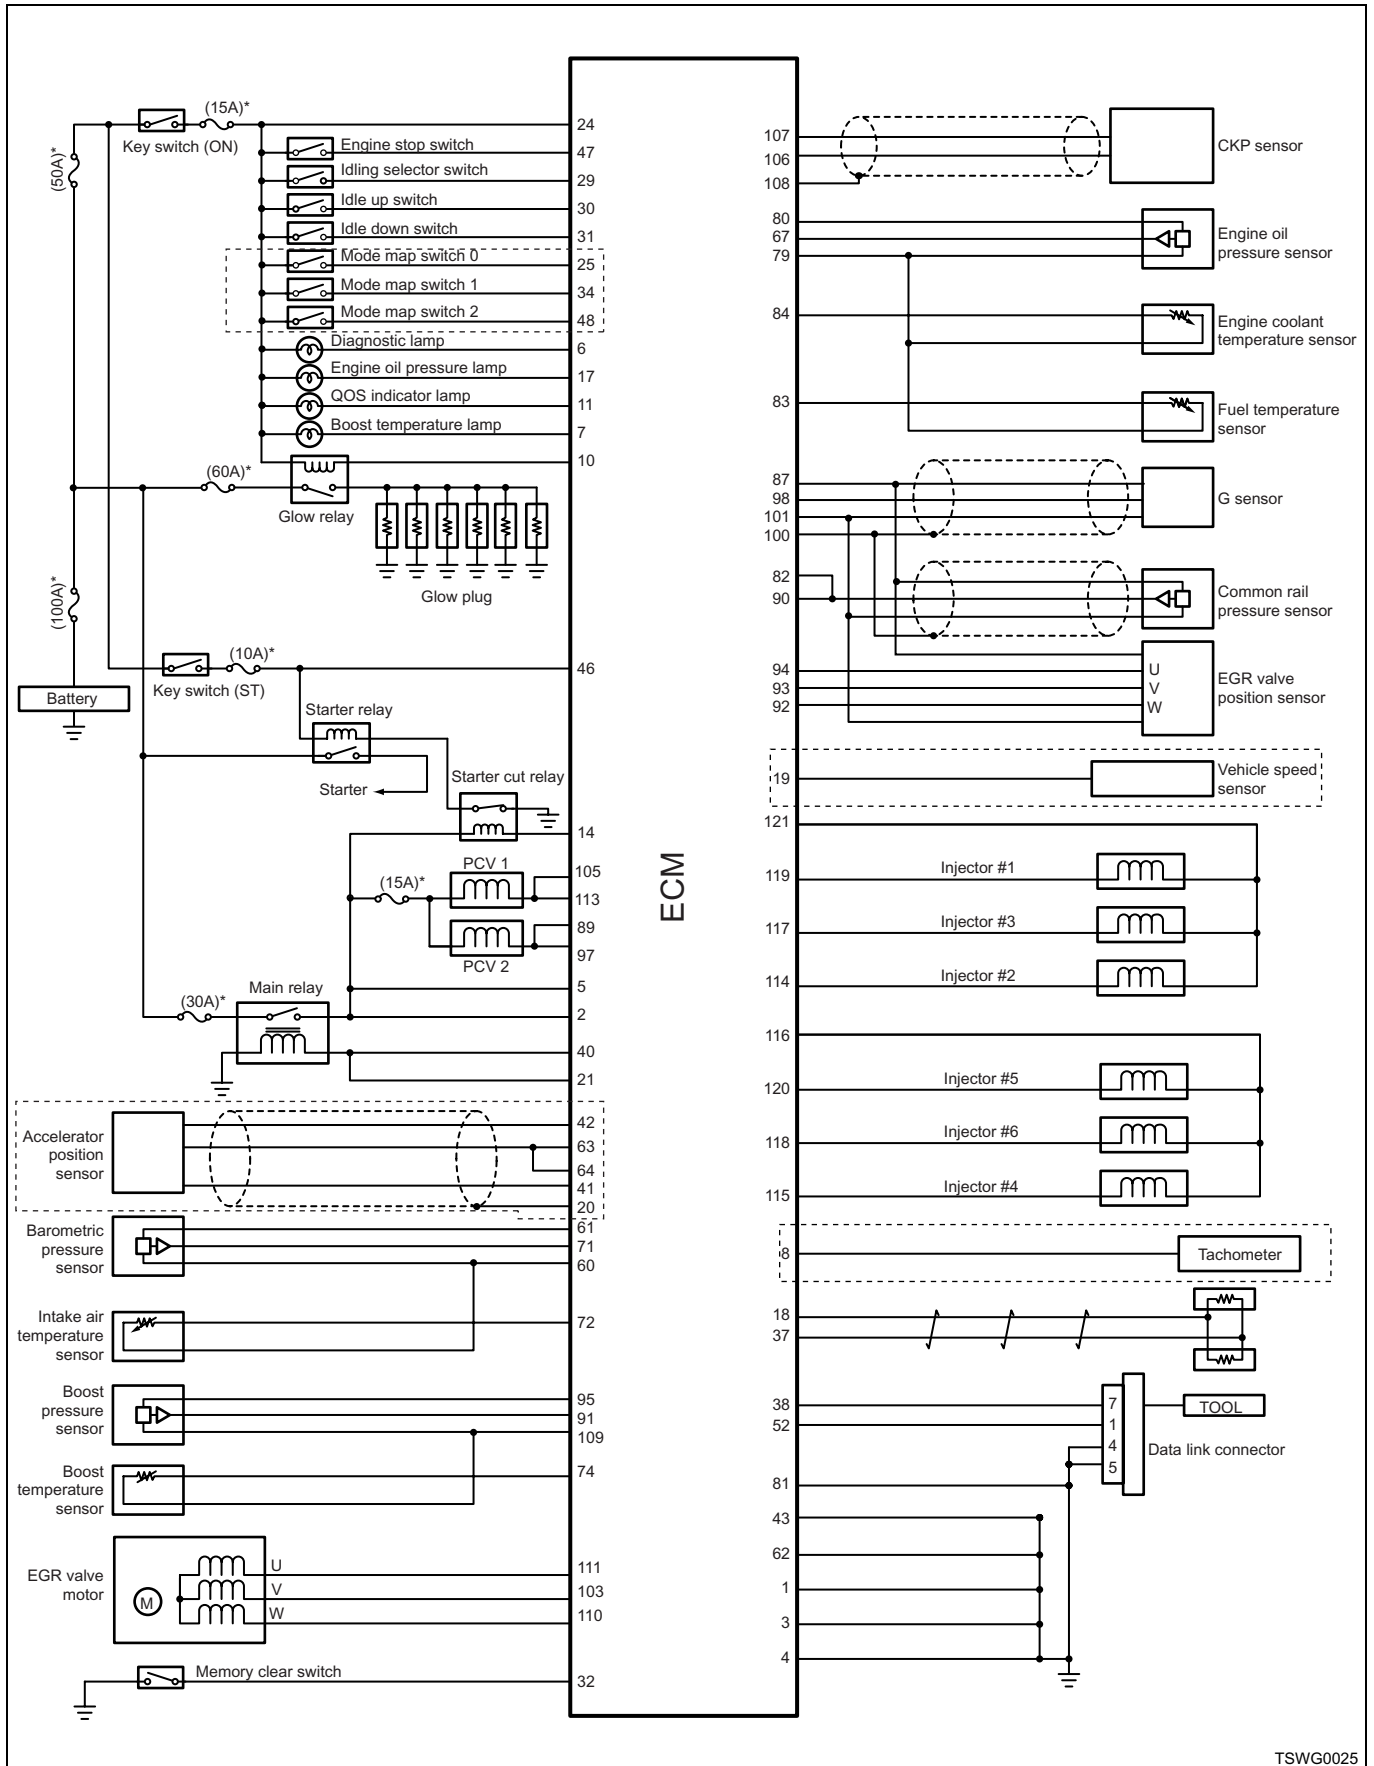 (15A)*
Key switch (ON)
(50A)*
Engine stop switch
Idling selector switch
Idle up switch
Idle down switch
Mode map switch 0
Mode map switch 1
Mode map switch 2
Diagnostic lamp
Engine oil pressure lamp
QOS indicator lamp
Boost temperature lamp
24
47
29
30
31
25
34
48
6
17
11
7
10
(60A)*
Glow relay
Glow plug
(100A)*
Battery
(10A)*
Key switch (ST)
46
Starter relay
Starter
Starter cut relay
14
PCV 1
(15A)*
PCV 2
105
113
89
97
5
2
Main relay
(30A)*
40
21
Accelerator
position
sensor
42
63
64
41
20
Barometric
pressure
sensor
61
71
60
Intake air
temperature
sensor
72
Boost
pressure
sensor
95
91
109
Boost
temperature
sensor
74
EGR valve
motor
M
U
V
W
111
103
110
Memory clear switch
32
ECM
107
106
108
CKP sensor
80
67
79
Engine oil
pressure sensor
84
Engine coolant
temperature sensor
83
Fuel temperature
sensor
87
98
101
100
G sensor
82
90
Common rail
pressure sensor
94
93
92
U
V
W
EGR valve
position sensor
19
Vehicle speed
sensor
121
119
Injector #1
117
Injector #3
114
Injector #2
116
120
Injector #5
118
Injector #6
115
Injector #4
8
Tachometer
18
37
38
52
7
1
4
5
TOOL
Data link connector
81
43
62
1
3
4
TSWG0025